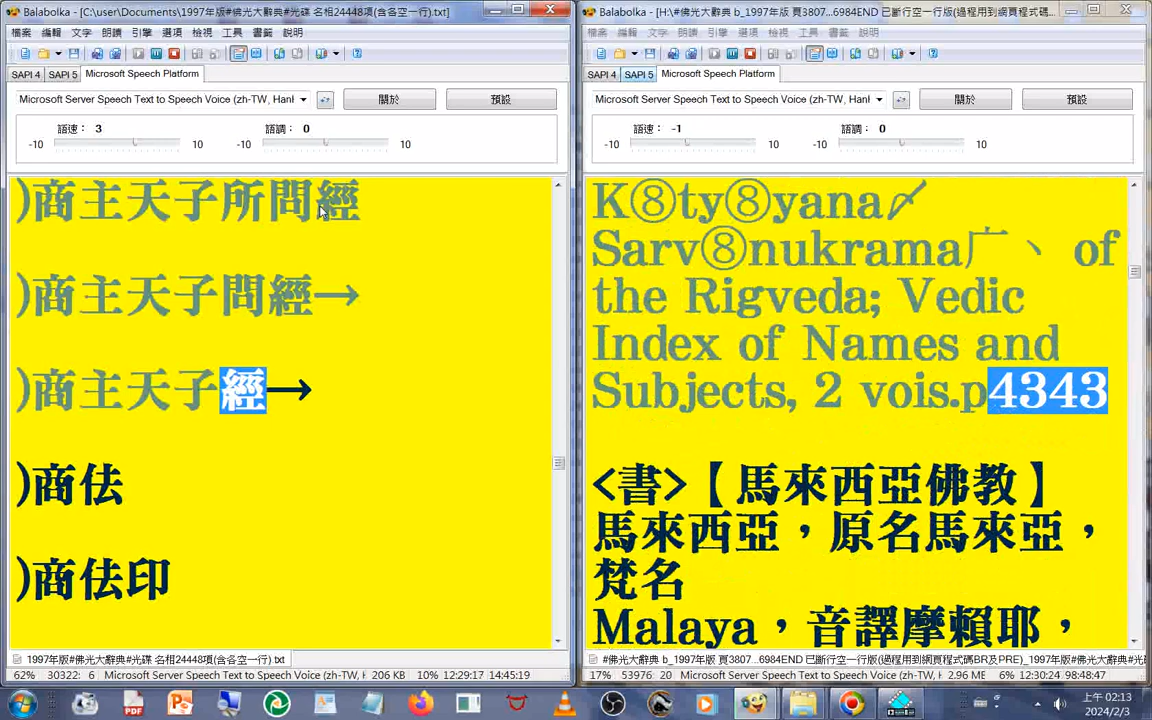 Balabolka - [C:\user\Documents\1997年版#佛光大辭典#光碟 名相24448項(含各空一行).txt]
檔案 編輯 文字 朗讀 引擎 選項 檢視 工具 書籤 說明
SAPI 4 SAPI 5 Microsoft Speech Platform
Microsoft Server Speech Text to Speech Voice (zh-TW, Hanl
關於
預設
語速： 3 語調： 0
-10 10 -10 10
)商主天子所問經
)商主天子問經→
)商主天子經→
)商佉
)商佉印
1997年版#佛光大辭典#光碟 名相24448項(含各空一行).txt
62% 30322: 6 Microsoft Server Speech Text to Speech Voice (zh-TW, H 206 KB 10% 12:29:17 14:45:19
Balabolka - [H:\#佛光大辭典 b_1997年版 頁3807...6984END 已斷行空一行版(過程用到網頁程式碼...
檔案 編輯 文字 朗讀 引擎 選項 檢視 工具 書籤 說明
SAPI 4 SAPI 5 Microsoft Speech Platform
Microsoft Server Speech Text to Speech Voice (zh-TW, Hanl
關於
預設
語速： -1 語調： 0
-10 10 -10 10
K⑧ty⑧yana〆
Sarv⑧nukrama广丶 of
the Rigveda; Vedic
Index of Names and
Subjects, 2 vois.p4343
<書>【馬來西亞佛教】
馬來西亞，原名馬來亞，
梵名
Malaya，音譯摩賴耶，
#佛光大辭典 b_1997年版 頁3807...6984END 已斷行空一行版(過程用到網頁程式碼BR及PRE)_1997年版#光
17% 53976: 20 Microsoft Server Speech Text to Speech Voice (zh-TW, H 2.96 MB 6% 12:30:24 98:48:47
上午 02:13
2024/2/3